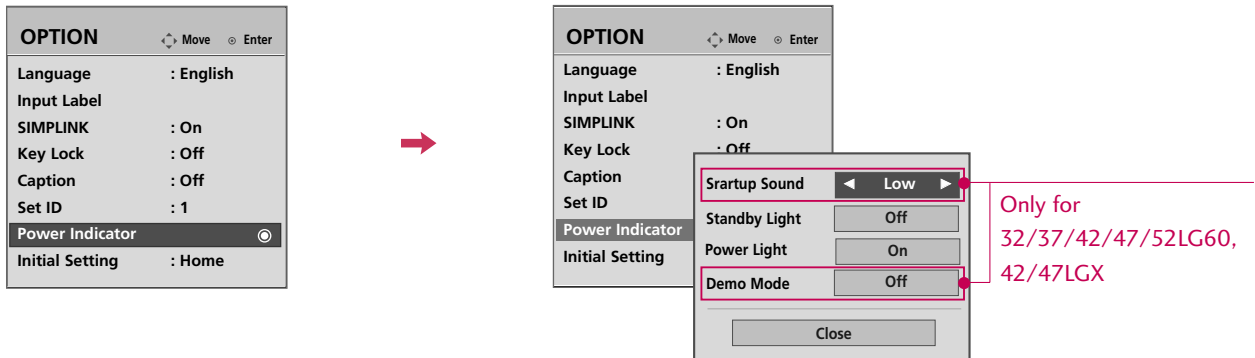 OPTION Move Enter
Language : English
Input Label
SIMPLINK : On
Key Lock : Off
Caption : Off
Set ID : 1
Power Indicator
Initial Setting : Home
OPTION Move Enter
Language : English
Input Label
SIMPLINK : On
Key Lock : Off
Caption
Set ID
Power Indicator
Initial Setting
Srartup Sound ◀ Low ▶
Standby Light Off
Power Light On
Demo Mode Off
Close
Only for
32/37/42/47/52LG60,
42/47LGX